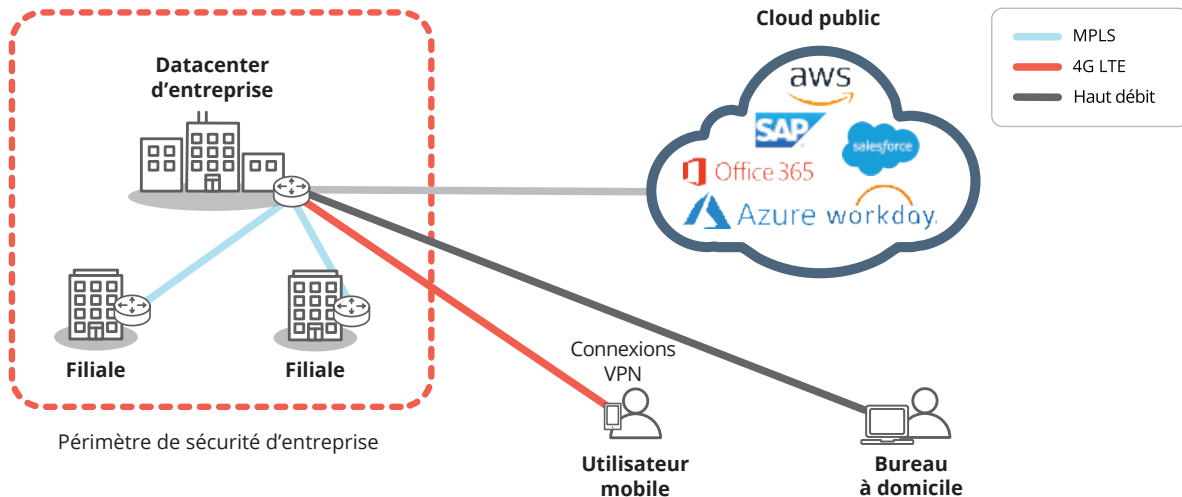 Cloud public
MPLS
4G LTE
Haut débit
Datacenter
d’entreprise
aws
SAP
salesforce
Office 365
Azure
workday.
Filiale
Filiale
Connexions
VPN
Périmètre de sécurité d’entreprise
Utilisateur
mobile
Bureau
à domicile